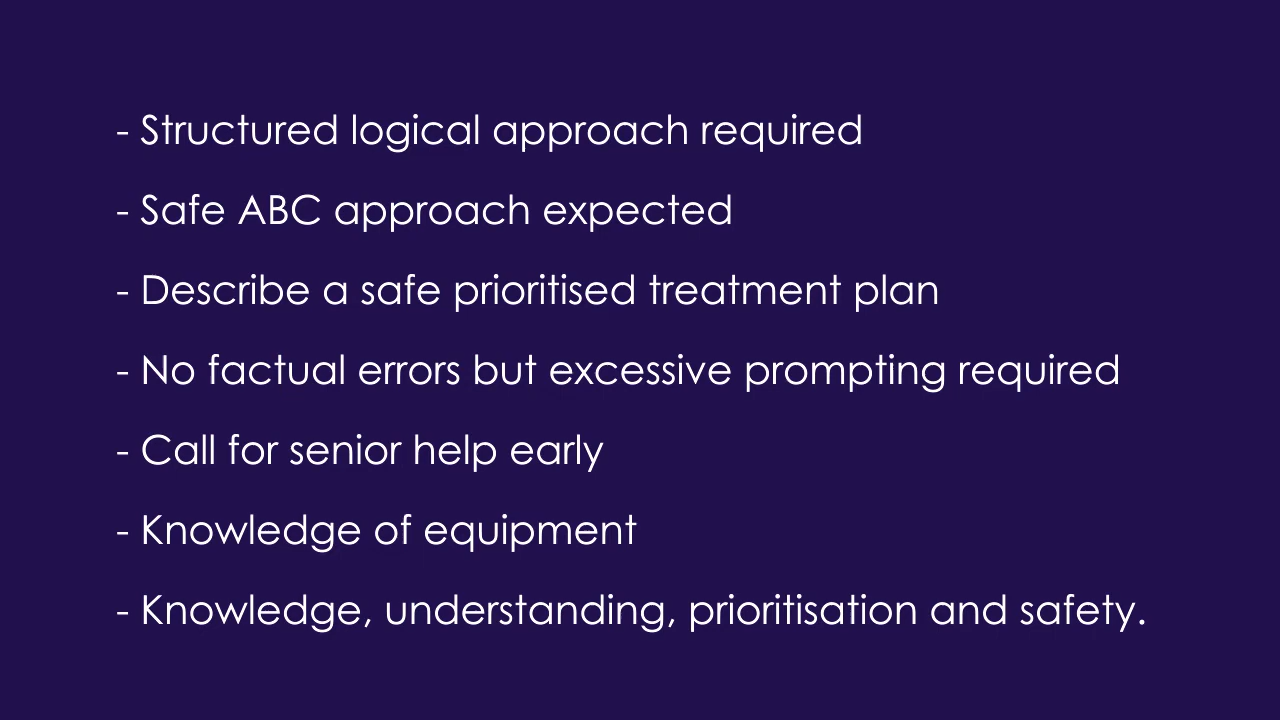 - Structured logical approach required
- Safe ABC approach expected
- Describe a safe prioritised treatment plan
- No factual errors but excessive prompting required
- Call for senior help early
- Knowledge of equipment
- Knowledge, understanding, prioritisation and safety.